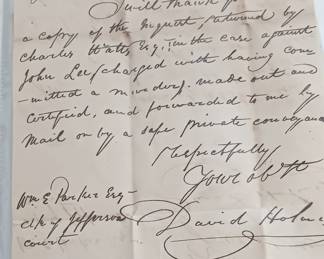 I will thank
a copy of the inquest, returned by
Charles Watts, Esq, in the case against
John Lee (charged with having com
-mitted a murder). made out and
certified, and forwarded to me by
mail or by a safe private conveyance
Respectfully
Your obt
Wm E. Parker Esq -
clk of Jefferson
court
David Holmes